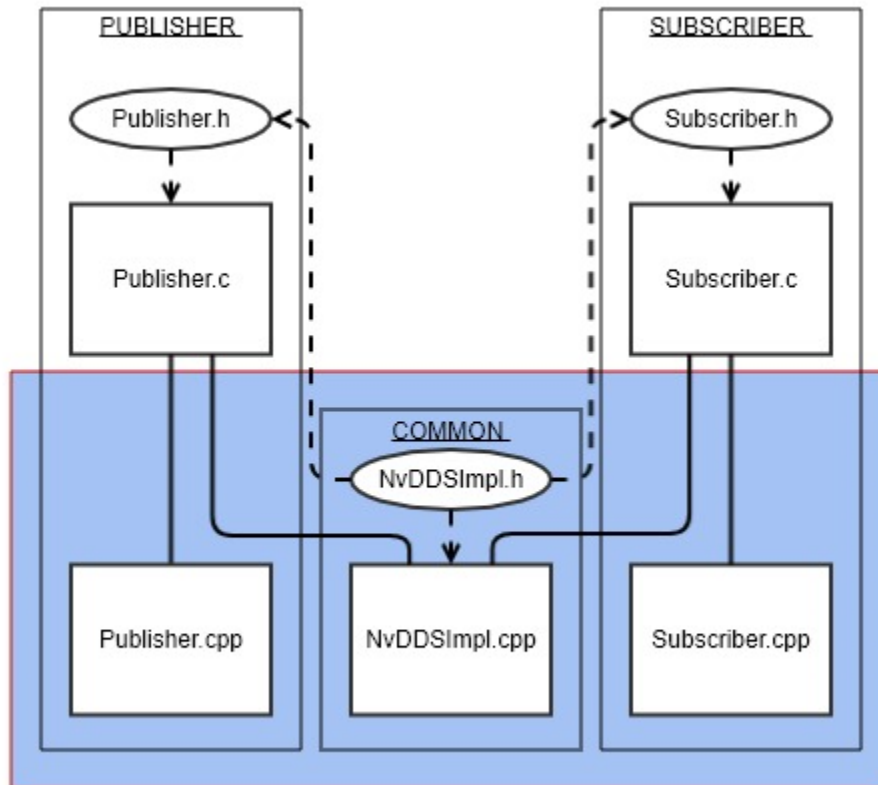 PUBLISHER
SUBSCRIBER
Publisher.h
Subscriber.h
Publisher.c
Subscriber.c
COMMON
NvDDSImpl.h
Publisher.cpp
NvDDSImpl.cpp
Subscriber.cpp